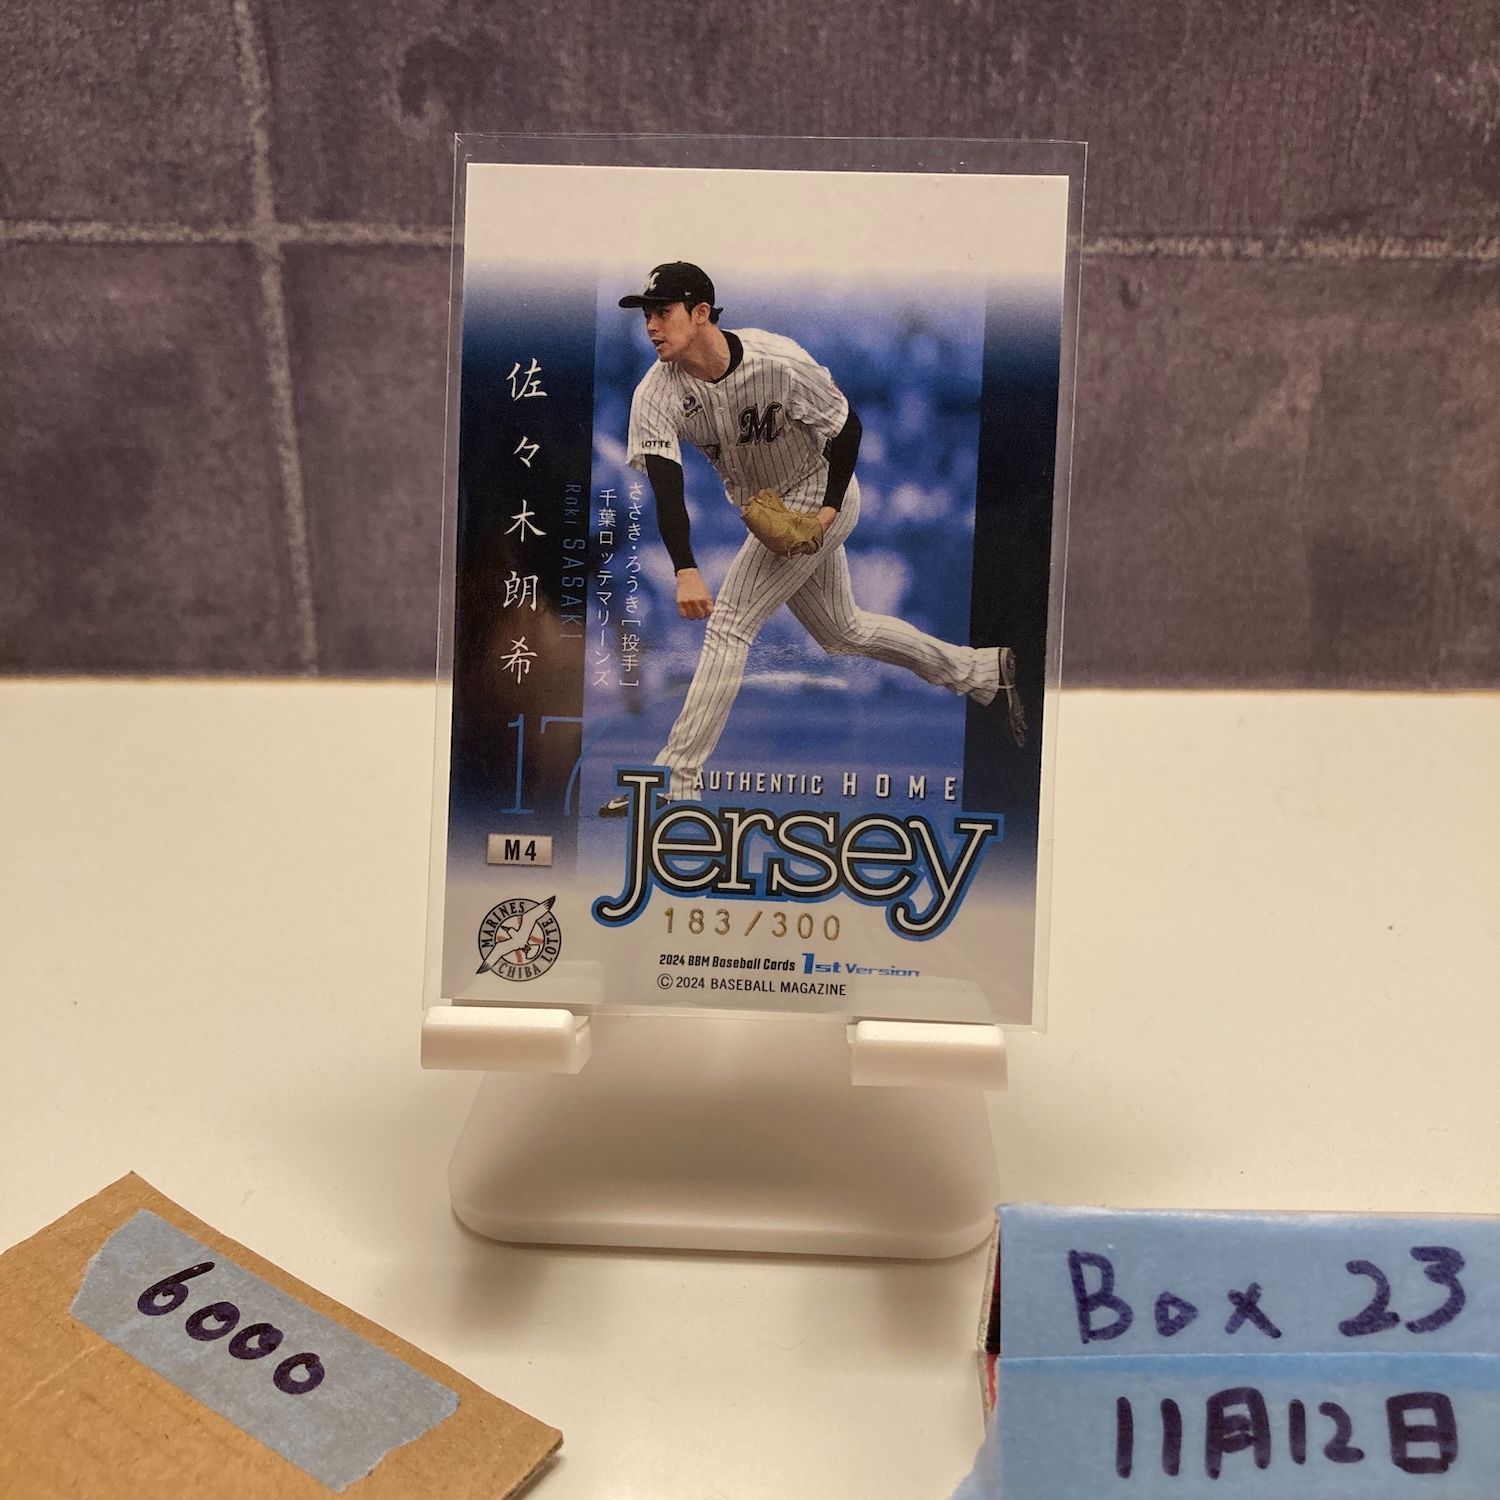 佐々木朗希
Roki SASAKI
ささき・ろうき［投手］
千葉ロッテマリーンズ
17
M
LOTTE
AUTHENTIC HOME
Jersey
M4
183/300
MARINES
LOTTE
CHIBA
2024 BBM Baseball Cards 1st Version
© 2024 BASEBALL MAGAZINE
6000
Box 23
11月12日